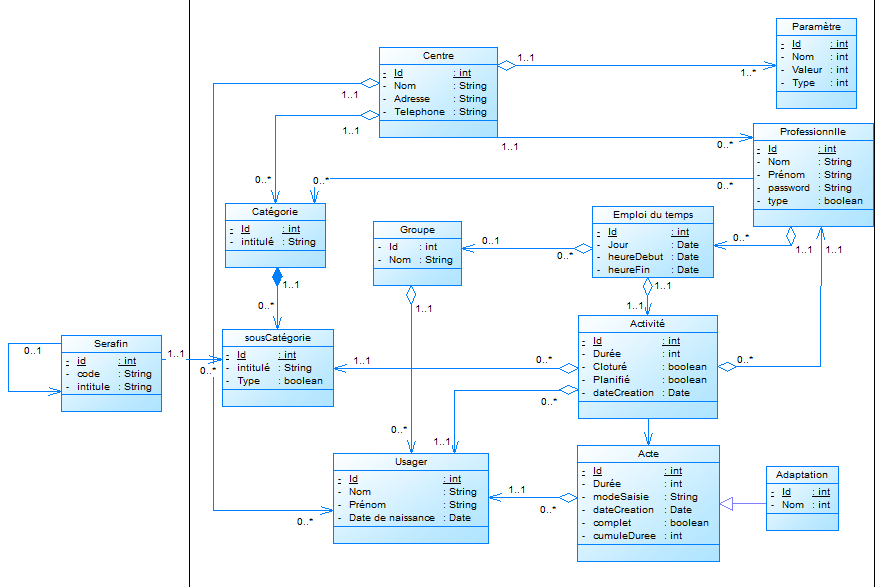 Paramètre
- Id : int
- Nom : int
- Valeur : int
- Type : int
Centre
- Id : int
- Nom : String
- Adresse : String
- Telephone : String
1..1
1..*
1..1
1..1
1..1
0..*
Professionnlle
- Id : int
- Nom : String
- Prénom : String
- password : String
- type : boolean
0..*
0..*
0..*
Catégorie
- Id : int
- intitulé : String
Groupe
- Id : int
- Nom : String
Emploi du temps
- Id : int
- Jour : Date
- heureDebut : Date
- heureFin : Date
0..1
0..*
0..*
1..1
1..1
1..1
0..*
1..1
1..1
1..1
Serafin
- id : int
- code : String
- intitule : String
0..1
1..1
0..*
sousCatégorie
- Id : int
- intitulé : String
- Type : boolean
1..1
0..*
0..*
0..*
Activité
- Id : int
- Durée : int
- Cloturé : boolean
- Planifié : boolean
- dateCreation : Date
0..*
1..1
Usager
- Id : int
- Nom : String
- Prénom : String
- Date de naissance : Date
0..*
1..1
0..*
Acte
- Id : int
- Durée : int
- modeSaisie : String
- dateCreation : Date
- complet : boolean
- cumuleDuree : int
Adaptation
- Id : int
- Nom : int